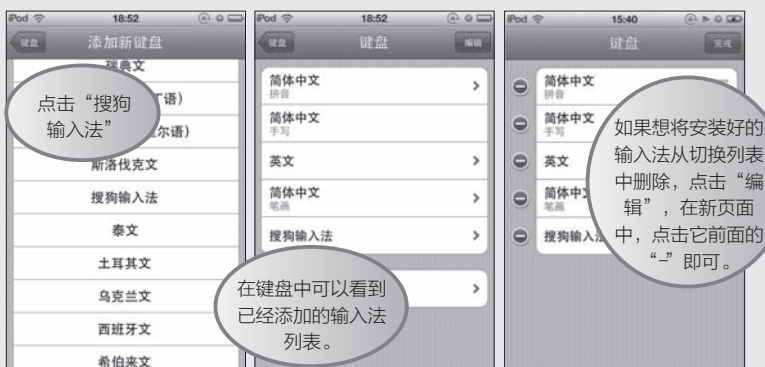 iPod 18:52
键盘 添加新键盘
瑞典文
丁语)
尔语)
点击“搜狗
输入法”
斯洛伐克文
搜狗输入法
泰文
土耳其文
乌克兰文
西班牙文
希伯来文
iPod 18:52
键盘 键盘 编辑
简体中文
拼音
简体中文
手写
英文
简体中文
笔画
搜狗输入法
在键盘中可以看到
已经添加的输入法
列表。
iPod 15:40
键盘 完成
简体中文
拼音
简体中
手写
英文
简体中
笔画
搜狗输入
如果想将安装好的
输入法从切换列表
中删除，点击“编
辑”，在新页面
中，点击它前面的
“-”即可。